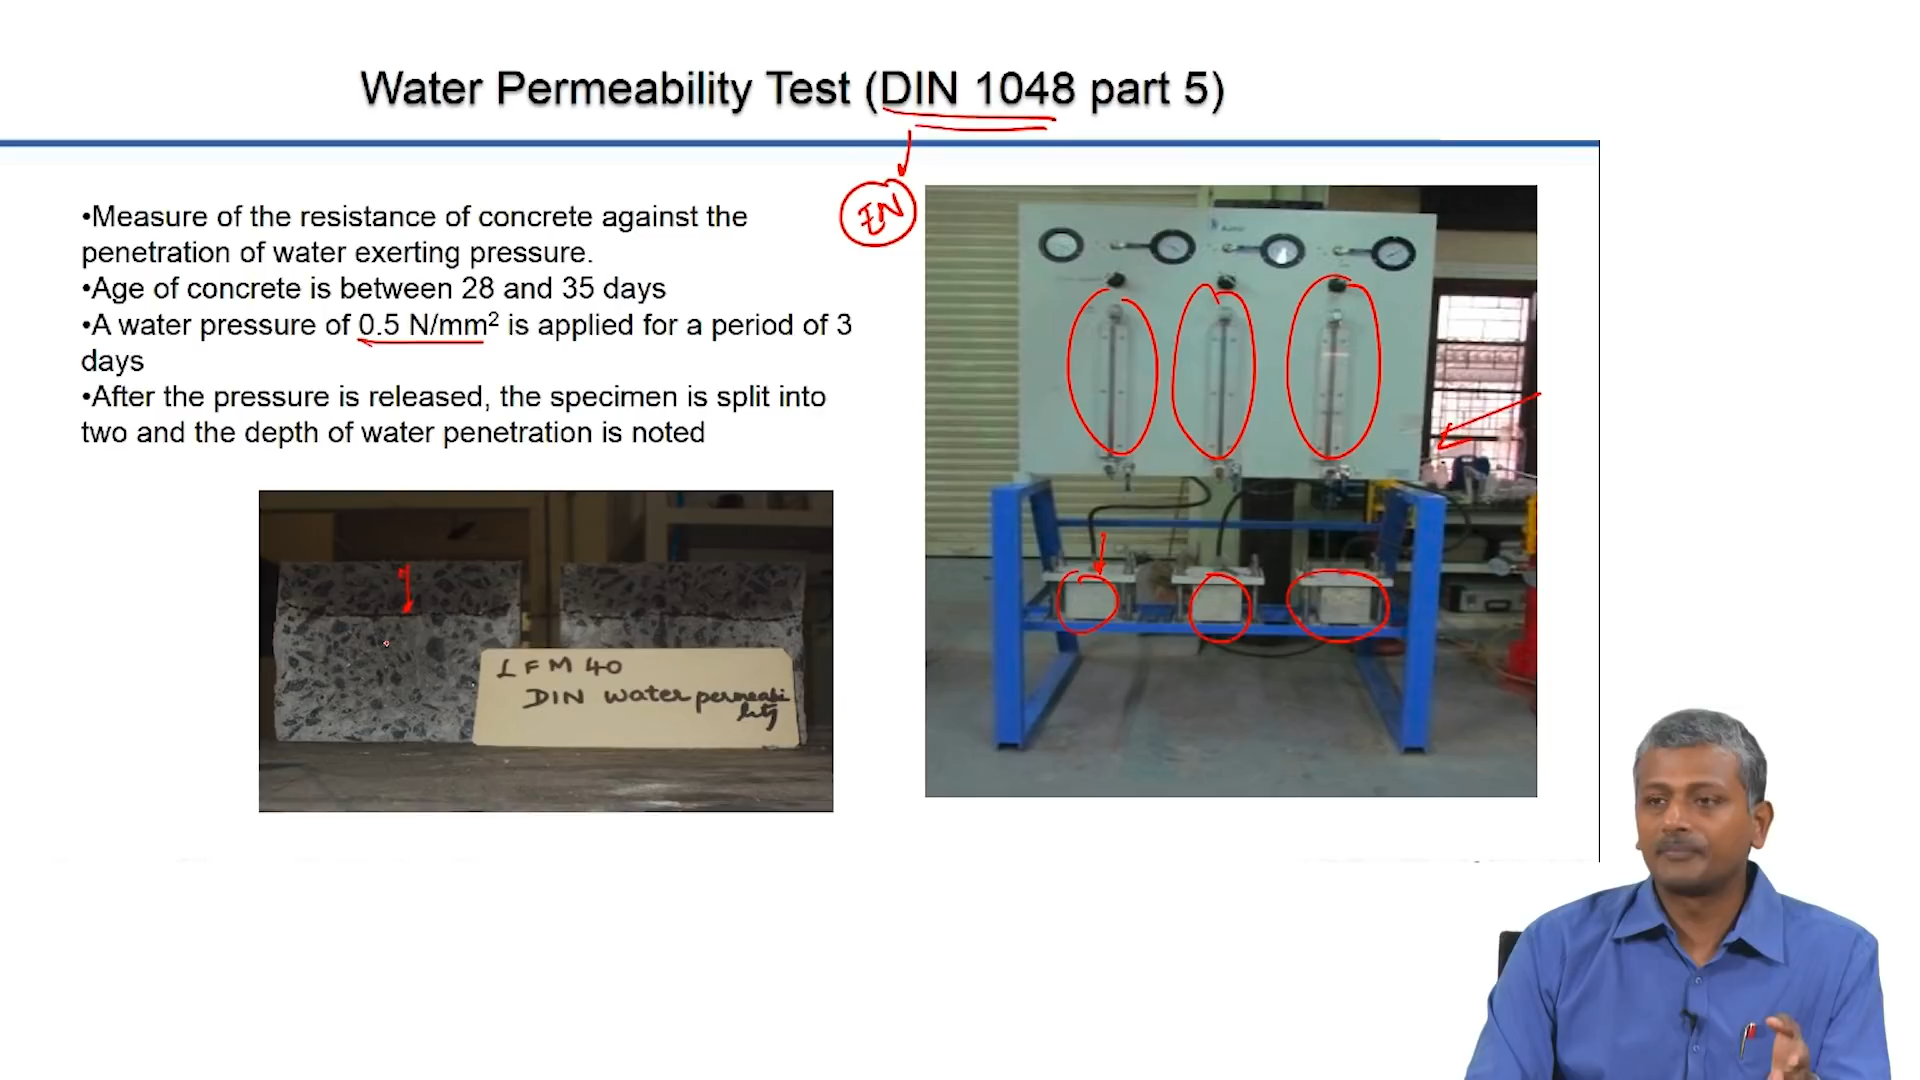 Water Permeability Test (DIN 1048 part 5)
EN
•Measure of the resistance of concrete against the
penetration of water exerting pressure.
•Age of concrete is between 28 and 35 days
•A water pressure of 0.5 N/mm² is applied for a period of 3
days
•After the pressure is released, the specimen is split into
two and the depth of water penetration is noted
LFM 40
DIN water permeabi
lity